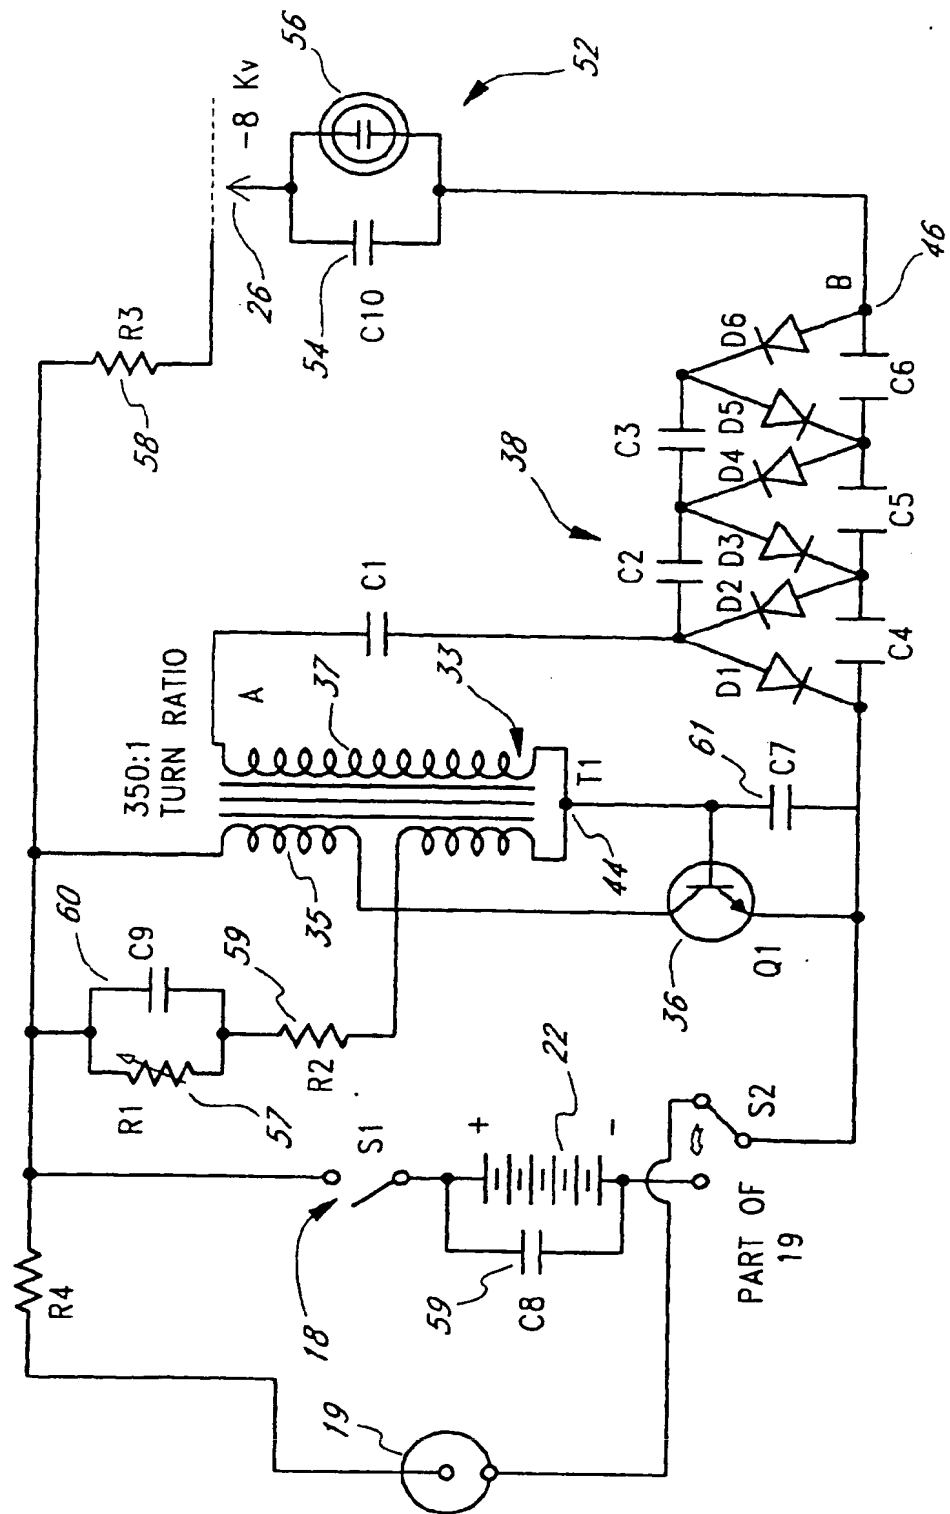 56
-8 Kv
52
26
R3
58
54
C10
B
46
D6
D5
D4
D3
D2
D1
C6
C5
C4
C3
C2
38
C1
350:1
TURN RATIO
A
37
33
T1
61
C7
35
44
60
C9
59
R1
57
R2
36
Q1
S1
18
+
22
-
59
C8
S2
PART OF
19
R4
19